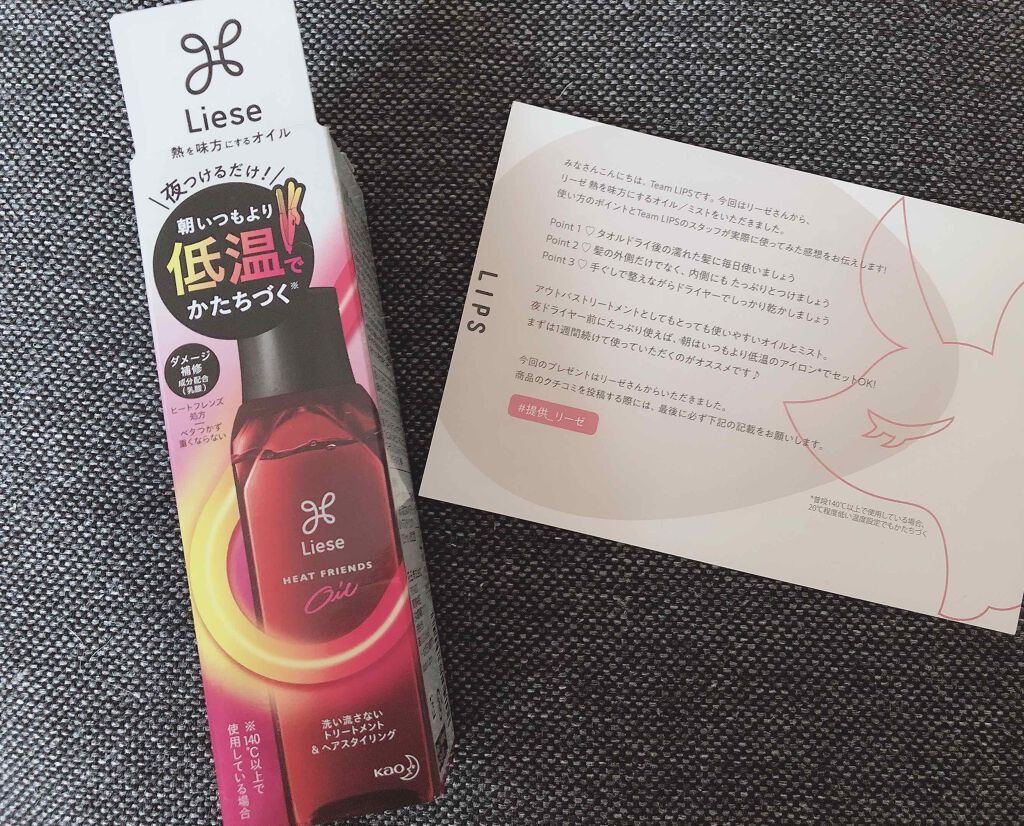 Liese
熱を味方にするオイル
夜つけるだけ!
朝いつもより
低温で
かたちづく※
ダメージ
補修
成分配合
(乳酸)
ヒートフレンズ
処方
ベタつかず
重くならない
Liese
HEAT FRIENDS
Oil
洗い流さない
トリートメント
&ヘアスタイリング
Kao
※140℃以上で
使用している場合
LIPS
みなさんこんにちは、Team LIPSです。今回はリーゼさんから、
リーゼ 熱を味方にするオイル／ミストをいただきました。
使い方のポイントとTeam LIPSのスタッフが実際に使ってみた感想をお伝えします!
Point 1 ♡ タオルドライ後の濡れた髪に毎日使いましょう
Point 2 ♡ 髪の外側だけでなく、内側にも たっぷりとつけましょう
Point 3 ♡ 手ぐしで整えながらドライヤーでしっかり乾かしましょう
アウトバストリートメントとしてもとっても使いやすいオイルとミスト。
夜ドライヤー前にたっぷり使えば、朝はいつもより低温のアイロン*でセットOK!
まずは1週間続けて使っていただくのがオススメです♪
今回のプレゼントはリーゼさんからいただきました。
商品のクチコミを投稿する際には、最後に必ず下記の記載をお願いします。
#提供_リーゼ
*普段140℃以上で使用している場合、
20℃程度低い温度設定でもかたちづく